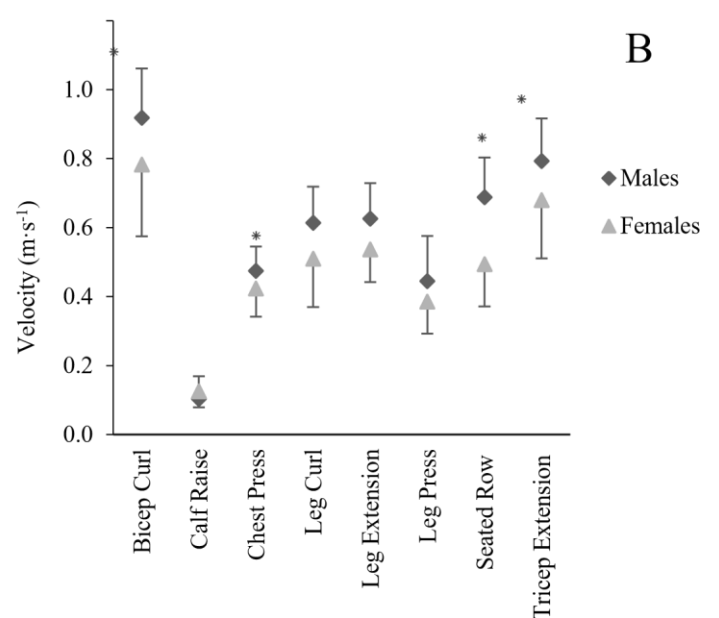 B
*
*
*
*
Velocity (m·s⁻¹)
1.0
0.8
0.6
0.4
0.2
0.0
Bicep Curl
Calf Raise
Chest Press
Leg Curl
Leg Extension
Leg Press
Seated Row
Tricep Extension
Males
Females